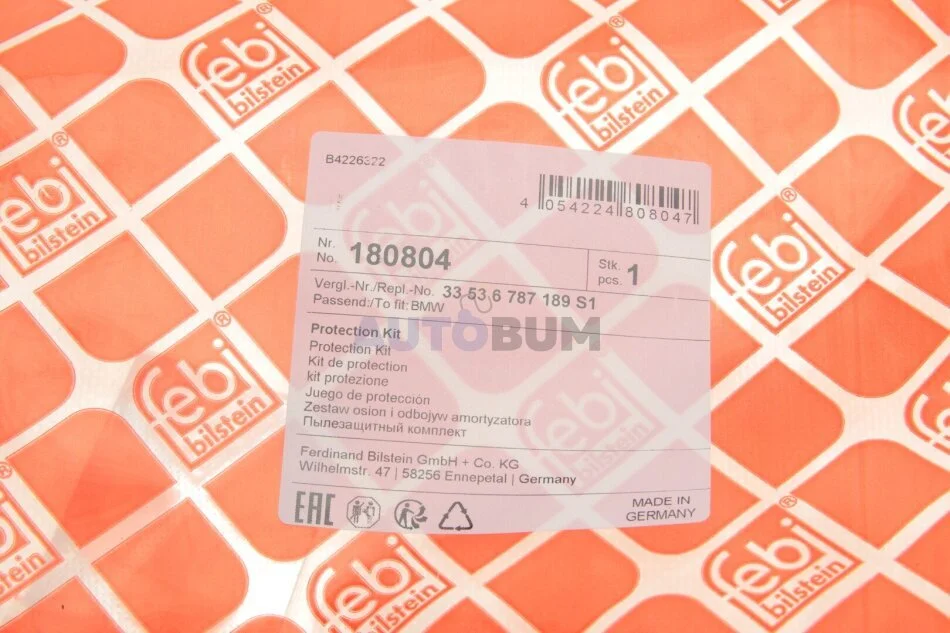 febi
bilstein
B4226322
4 054224 808047
Nr.
No. 180804
Stk.
pcs. 1
Vergl.-Nr./Repl.-No. 33 53 6 787 189 S1
Passend:/To fit: BMW
AUTOBUM
Protection Kit
Protection Kit
Kit de protection
kit protezione
Juego de protección
Zestaw osion i odbojyw amortyzatora
Пылезащитный комплект
Ferdinand Bilstein GmbH + Co. KG
Wilhelmstr. 47 | 58256 Ennepetal | Germany
EAC
MADE IN
GERMANY